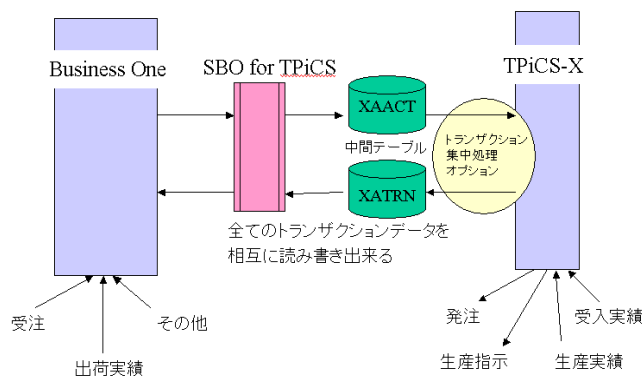 Business One
SBO for TPiCS
TPiCS-X
XAACT
中間テーブル
トランザクション
集中処理
オプション
XATRN
全てのトランザクションデータを
相互に読み書き出来る
受注
その他
出荷実績
発注
受入実績
生産指示
生産実績